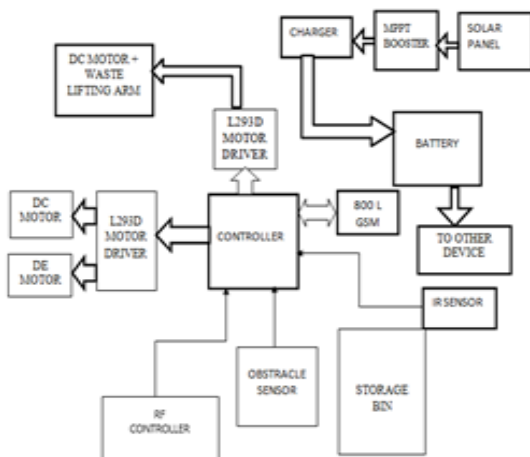 DC MOTOR +
WASTE
LIFTING ARM
CHARGER
MPPT
BOOSTER
SOLAR
PANEL
L293D
MOTOR
DRIVER
BATTERY
DC
MOTOR
L293D
MOTOR
DRIVER
CONTROLLER
800 L
GSM
TO OTHER
DEVICE
DE
MOTOR
IR SENSOR
OBSTRACLE
SENSOR
STORAGE
BIN
RF
CONTROLLER